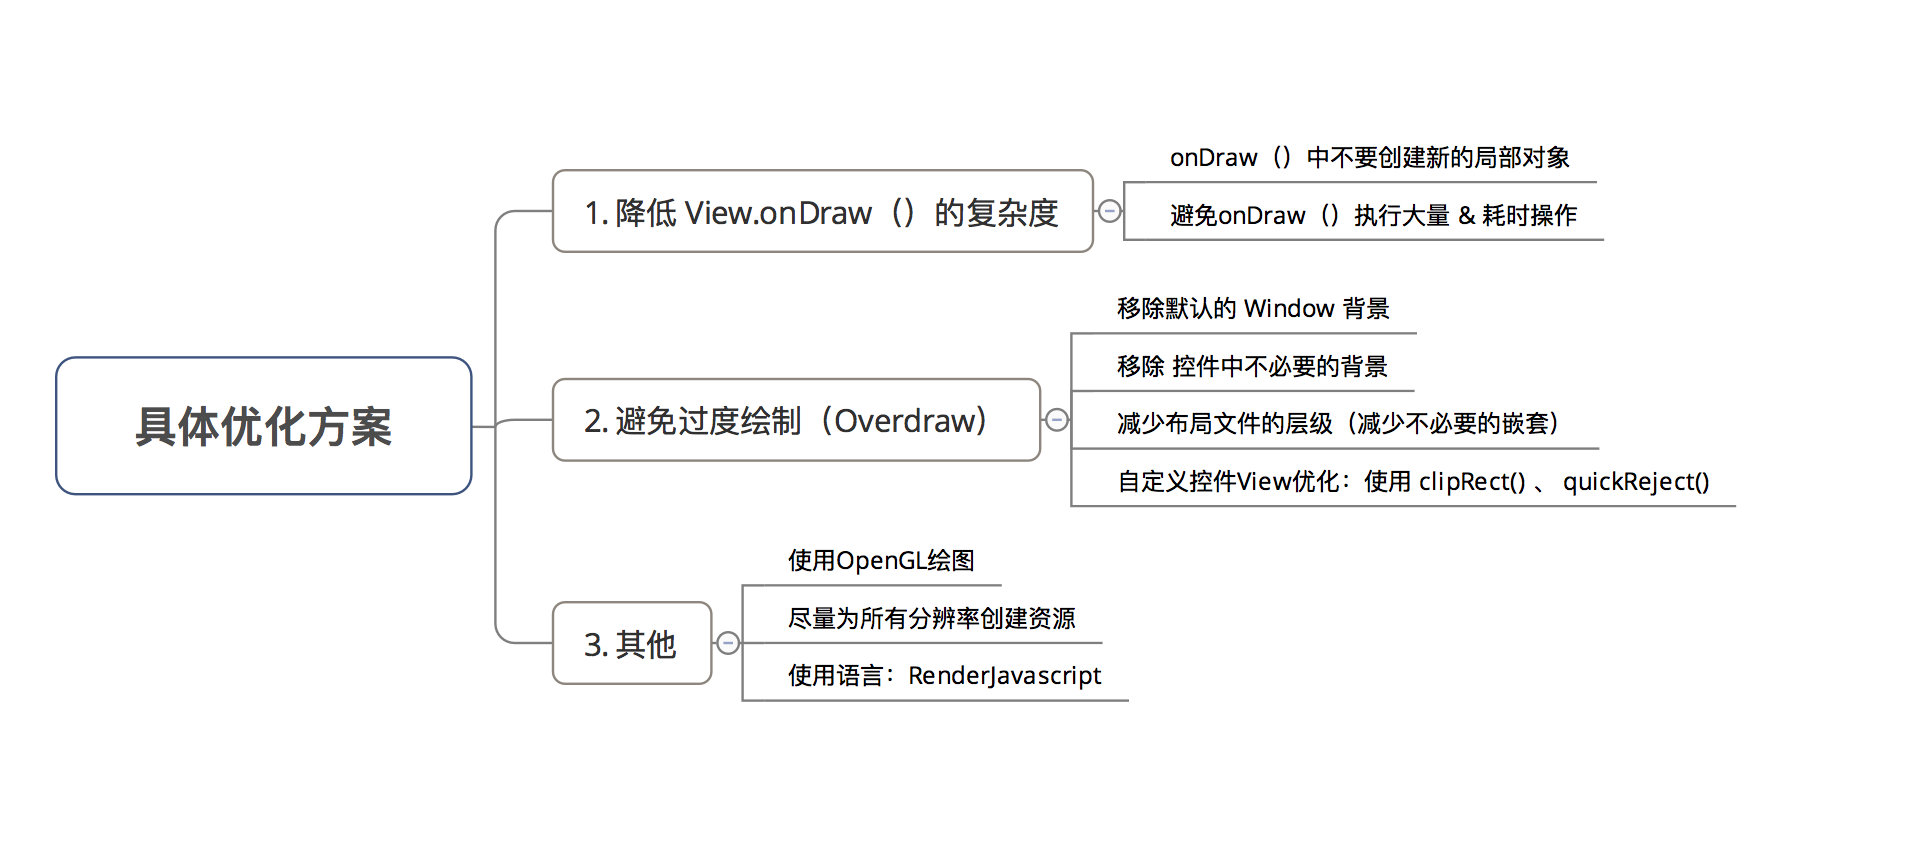 具体优化方案
1. 降低 View.onDraw（）的复杂度
onDraw（）中不要创建新的局部对象
避免onDraw（）执行大量 & 耗时操作
2. 避免过度绘制（Overdraw）
移除默认的 Window 背景
移除 控件中不必要的背景
减少布局文件的层级（减少不必要的嵌套）
自定义控件View优化：使用 clipRect() 、 quickReject()
3. 其他
使用OpenGL绘图
尽量为所有分辨率创建资源
使用语言：RenderJavascript